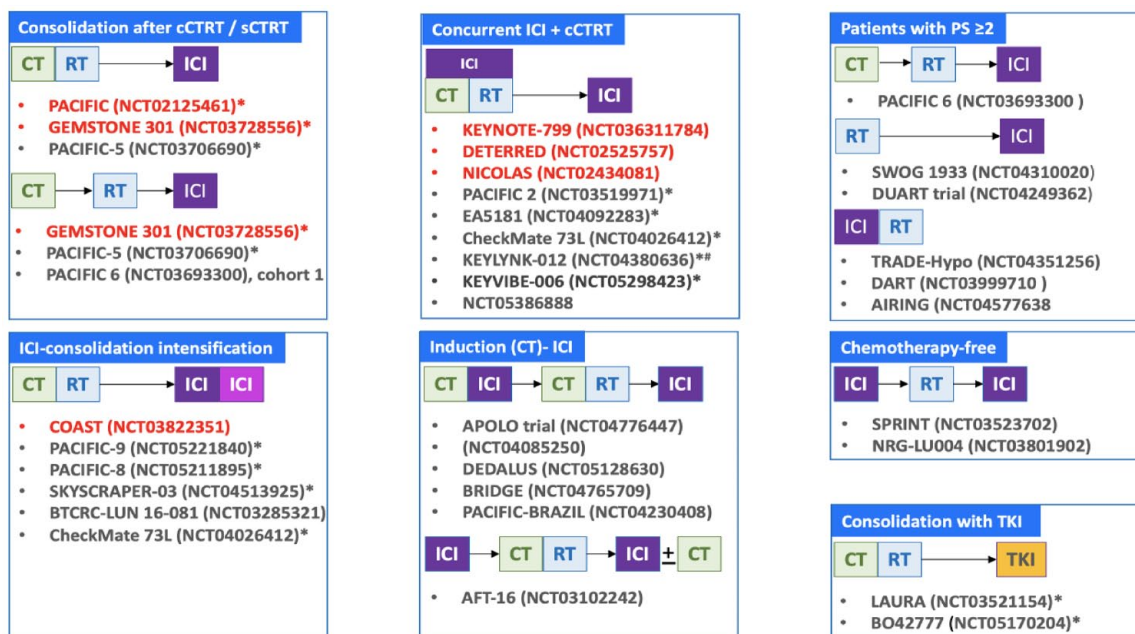 Consolidation after cCTRT / sCTRT
CT RT ICI
• PACIFIC (NCT02125461)*
• GEMSTONE 301 (NCT03728556)*
• PACIFIC-5 (NCT03706690)*
CT RT ICI
• GEMSTONE 301 (NCT03728556)*
• PACIFIC-5 (NCT03706690)*
• PACIFIC 6 (NCT03693300), cohort 1
Concurrent ICI + cCTRT
ICI
CT RT ICI
• KEYNOTE-799 (NCT036311784)
• DETERRED (NCT02525757)
• NICOLAS (NCT02434081)
• PACIFIC 2 (NCT03519971)*
• EA5181 (NCT04092283)*
• CheckMate 73L (NCT04026412)*
• KEYLYNK-012 (NCT04380636)*#
• KEYVIBE-006 (NCT05298423)*
• NCT05386888
Patients with PS ≥2
CT RT ICI
• PACIFIC 6 (NCT03693300 )
RT ICI
• SWOG 1933 (NCT04310020)
• DUART trial (NCT04249362)
ICI RT
• TRADE-Hypo (NCT04351256)
• DART (NCT03999710 )
• AIRING (NCT04577638
ICI-consolidation intensification
CT RT ICI ICI
• COAST (NCT03822351)
• PACIFIC-9 (NCT05221840)*
• PACIFIC-8 (NCT05211895)*
• SKYSCRAPER-03 (NCT04513925)*
• BTCRC-LUN 16-081 (NCT03285321)
• CheckMate 73L (NCT04026412)*
Induction (CT)- ICI
CT ICI CT RT ICI
• APOLO trial (NCT04776447)
• (NCT04085250)
• DEDALUS (NCT05128630)
• BRIDGE (NCT04765709)
• PACIFIC-BRAZIL (NCT04230408)
ICI CT RT ICI ± CT
• AFT-16 (NCT03102242)
Chemotherapy-free
ICI RT ICI
• SPRINT (NCT03523702)
• NRG-LU004 (NCT03801902)
Consolidation with TKI
CT RT TKI
• LAURA (NCT03521154)*
• BO42777 (NCT05170204)*